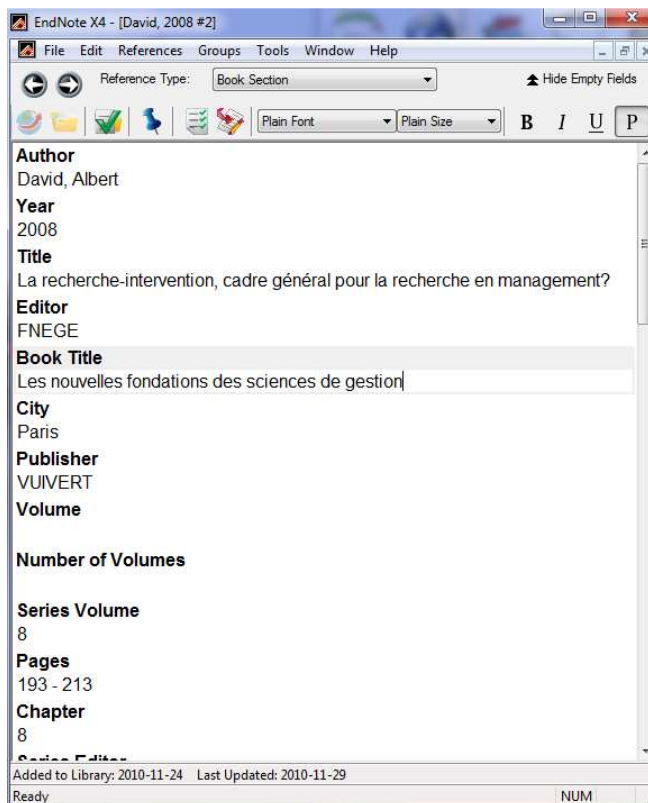 EndNote X4 - [David, 2008 #2]
File Edit References Groups Tools Window Help
Reference Type: Book Section Hide Empty Fields
Plain Font Plain Size B I U P
Author
David, Albert
Year
2008
Title
La recherche-intervention, cadre général pour la recherche en management?
Editor
FNEGE
Book Title
Les nouvelles fondations des sciences de gestion
City
Paris
Publisher
VUIVERT
Volume
Number of Volumes
Series Volume
8
Pages
193 - 213
Chapter
8
Series Editor
Added to Library: 2010-11-24 Last Updated: 2010-11-29
Ready NUM